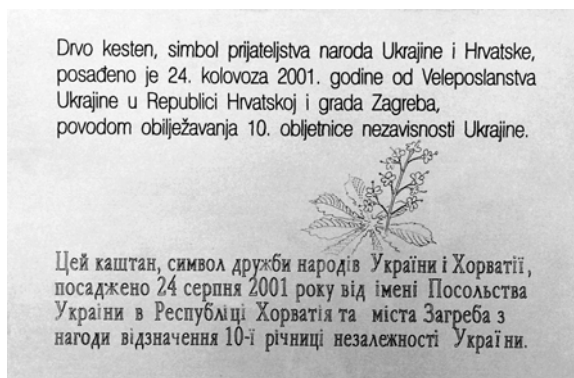 Drvo kesten, simbol prijateljstva naroda Ukrajine i Hrvatske,
posađeno je 24. kolovoza 2001. godine od Veleposlanstva
Ukrajine u Republici Hrvatskoj i grada Zagreba,
povodom obilježavanja 10. obljetnice nezavisnosti Ukrajine.
Цей каштан, символ дружби народів України і Хорватії,
посаджено 24 серпня 2001 року від імені Посольства
України в Республіці Хорватія та міста Загреба з
нагоди відзначення 10-ї річниці незалежності України.